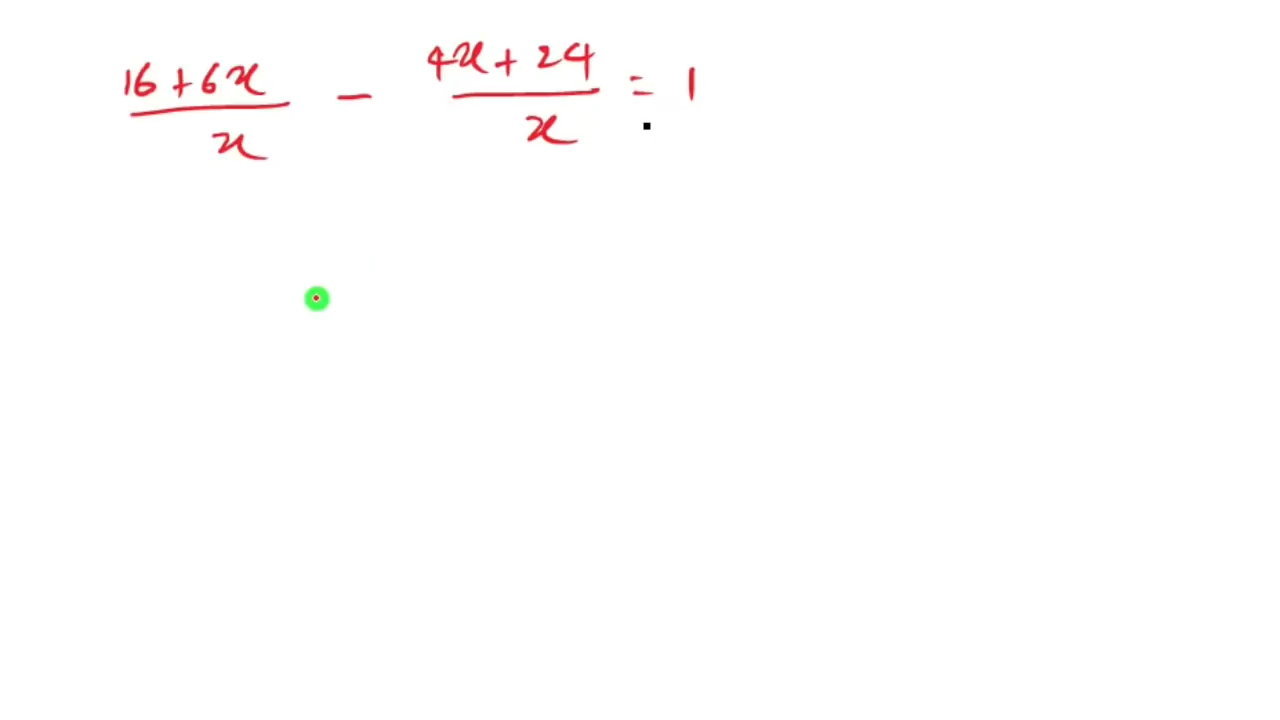 (16+6x)/x - (4x+24)/x = 1